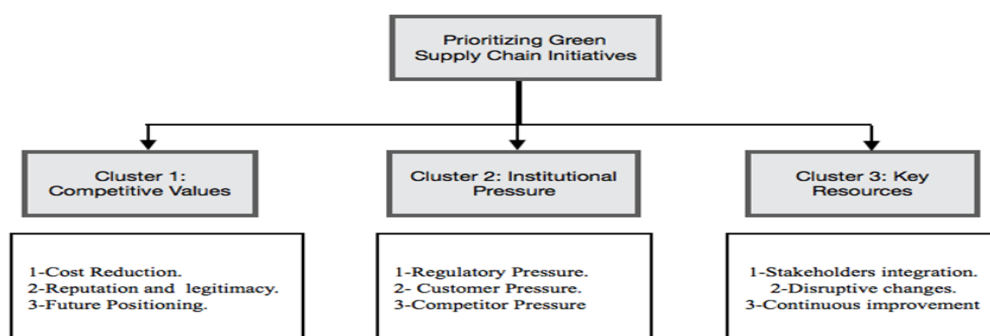 Prioritizing Green
Supply Chain Initiatives
Cluster 1:
Competitive Values
Cluster 2: Institutional
Pressure
Cluster 3: Key
Resources
1-Cost Reduction.
2-Reputation and legitimacy.
3-Future Positioning.
1-Regulatory Pressure.
2- Customer Pressure.
3-Competitor Pressure
1-Stakeholders integration.
2-Disruptive changes.
3-Continuous improvement